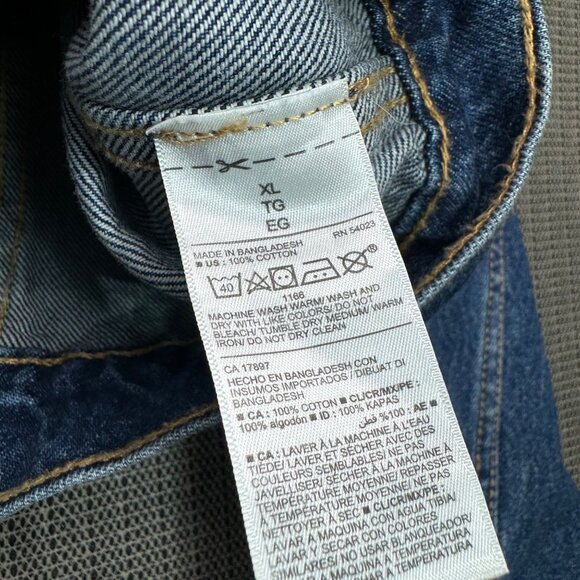 XL
TG
EG
MADE IN BANGLADESH RN 54023
■ US : 100% COTTON
40
1166
MACHINE WASH WARM/ WASH AND
DRY WITH LIKE COLORS/ DO NOT
BLEACH/ TUMBLE DRY MEDIUM/ WARM
IRON/ DO NOT DRY CLEAN
CA 17897
HECHO EN BANGLADESH CON
INSUMOS IMPORTADOS / DIBUAT DI
BANGLADESH
■ CA : 100% COTON ■ CL/CR/MX/PE :
100% algodón ■ ID : 100% KAPAS
■ AE : 100% قطن
■ CA : LAVER À LA MACHINE À L'EAU
TIÈDE/ LAVER ET SÉCHER AVEC DES
COULEURS SEMBLABLES/ NE PAS
JAVELLISER/ SÉCHER À MACHINE
À TEMPÉRATURE MOYENNE/ REPASSER
À TEMPÉRATURE MOYENNE/ NE PAS
NETTOYER À SEC ■ CL/CR/MX/PE :
LAVAR A MAQUINA CON AGUA TIBIA/
LAVAR Y SECAR CON COLORES
SIMILARES/ NO USAR BLANQUEADOR/